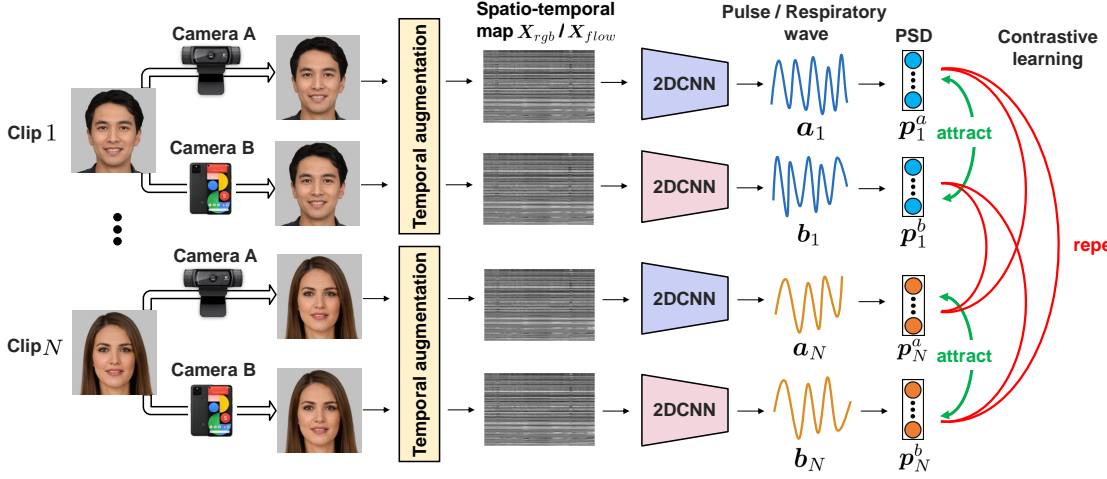 Spatio-temporal
map X_rgb / X_flow
Pulse / Respiratory
wave
PSD
Contrastive
learning
Camera A
Clip 1
Camera B
Temporal augmentation
2DCNN
a_1
p_1^a
attract
2DCNN
b_1
p_1^b
repe
Camera A
Clip N
Camera B
Temporal augmentation
2DCNN
a_N
p_N^a
attract
2DCNN
b_N
p_N^b